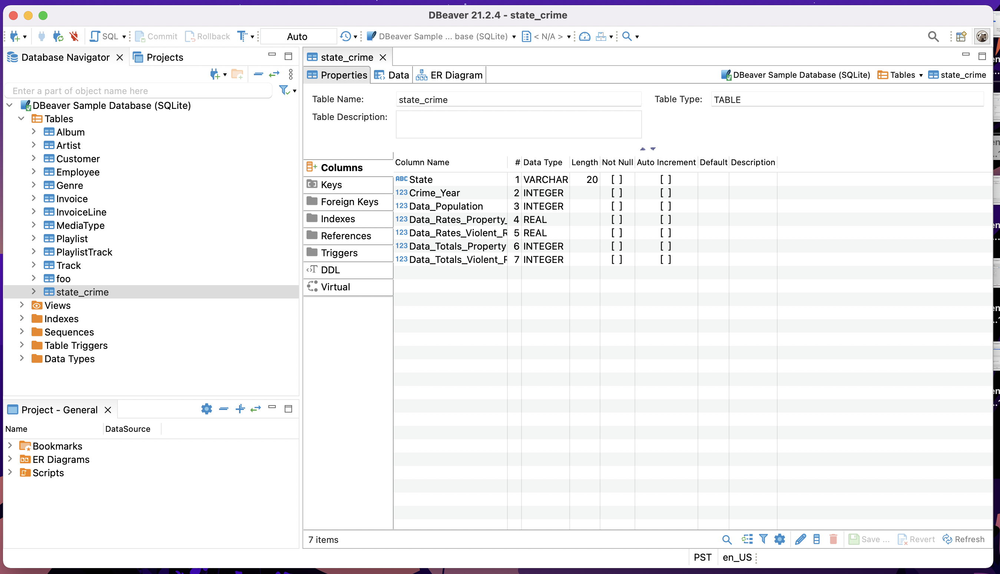 DBeaver 21.2.4 - state_crime
SQL Commit Rollback Auto DBeaver Sample ... base (SQLite) < N/A >
Database Navigator Projects
Enter a part of object name here
DBeaver Sample Database (SQLite)
Tables
Album
Artist
Customer
Employee
Genre
Invoice
InvoiceLine
MediaType
Playlist
PlaylistTrack
Track
foo
state_crime
Views
Indexes
Sequences
Table Triggers
Data Types
Project - General
Name DataSource
Bookmarks
ER Diagrams
Scripts
state_crime
Properties Data ER Diagram DBeaver Sample Database (SQLite) Tables state_crime
Table Name: state_crime Table Type: TABLE
Table Description:
Columns
Keys
Foreign Keys
Indexes
References
Triggers
DDL
Virtual
Column Name # Data Type Length Not Null Auto Increment Default Description
ABC State 1 VARCHAR 20 [ ] [ ]
123 Crime_Year 2 INTEGER [ ] [ ]
123 Data_Population 3 INTEGER [ ] [ ]
123 Data_Rates_Property_ 4 REAL [ ] [ ]
123 Data_Rates_Violent_R 5 REAL [ ] [ ]
123 Data_Totals_Property 6 INTEGER [ ] [ ]
123 Data_Totals_Violent_R 7 INTEGER [ ] [ ]
7 items Save ... Revert Refresh
PST en_US